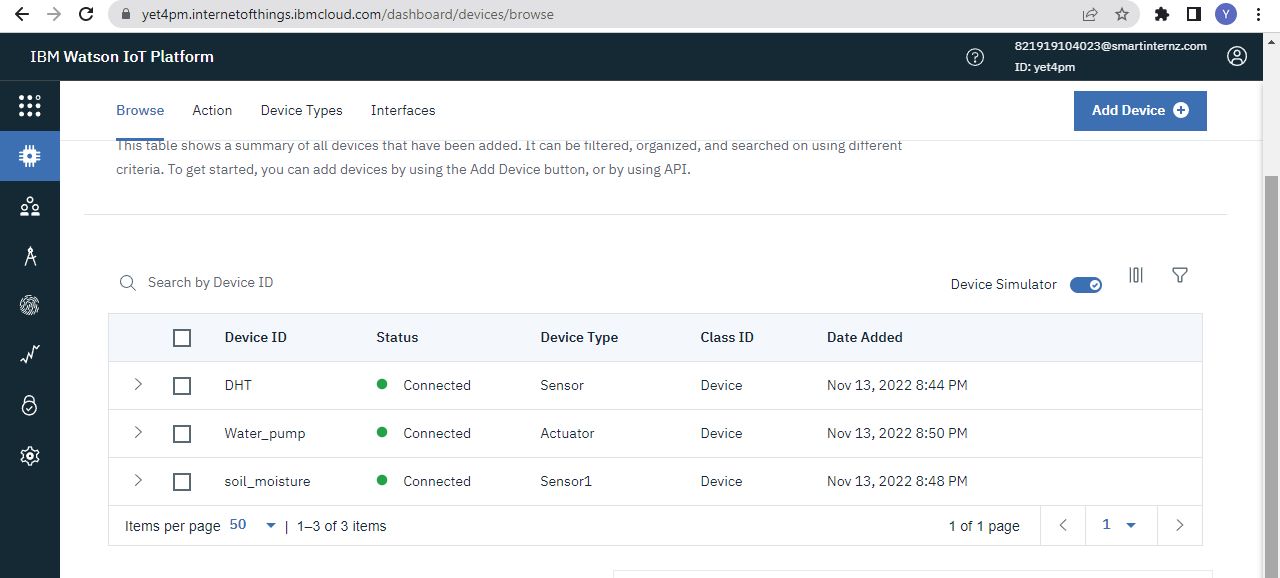 yet4pm.internetofthings.ibmcloud.com/dashboard/devices/browse
Y
IBM Watson IoT Platform
821919104023@smartinternz.com
ID: yet4pm
Browse Action Device Types Interfaces
Add Device
This table shows a summary of all devices that have been added. It can be filtered, organized, and searched on using different
criteria. To get started, you can add devices by using the Add Device button, or by using API.
Search by Device ID
Device Simulator
Device ID Status Device Type Class ID Date Added
DHT Connected Sensor Device Nov 13, 2022 8:44 PM
Water_pump Connected Actuator Device Nov 13, 2022 8:50 PM
soil_moisture Connected Sensor1 Device Nov 13, 2022 8:48 PM
Items per page 50 | 1–3 of 3 items 1 of 1 page 1